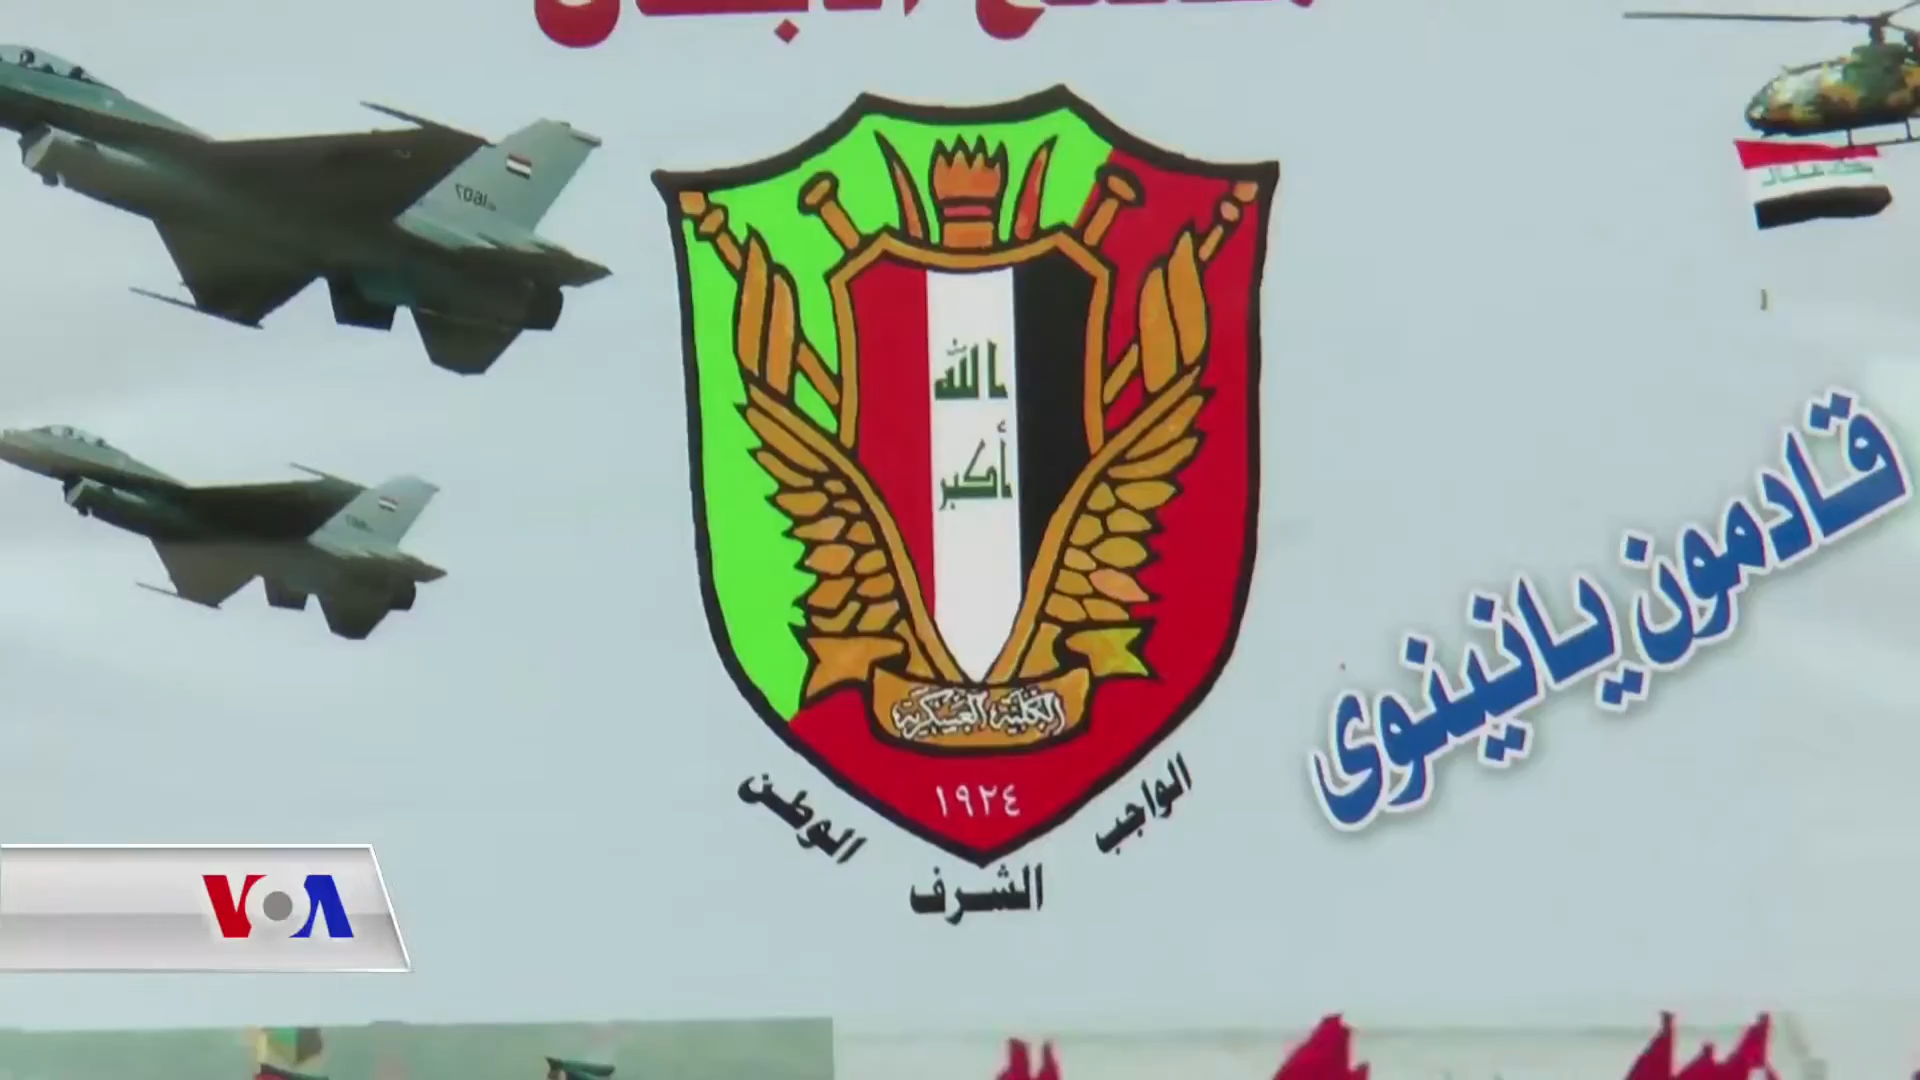 الله
أكبر
قادمون يانينوى
الكلية العسكرية
١٩٢٤
الوطن الشرف الواجب
VOA